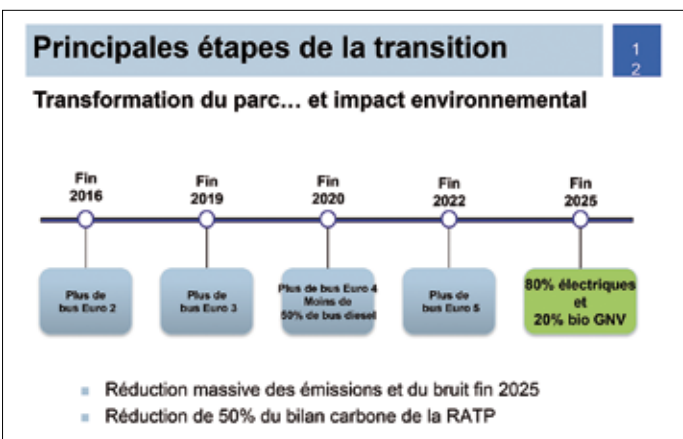 Principales étapes de la transition
1
2
Transformation du parc... et impact environnemental
Fin
2016
Fin
2019
Fin
2020
Fin
2022
Fin
2025
Plus de
bus Euro 2
Plus de
bus Euro 3
Plus de bus Euro 4
Moins de
50% de bus diesel
Plus de
bus Euro 5
80% électriques
et
20% bio GNV
Réduction massive des émissions et du bruit fin 2025
Réduction de 50% du bilan carbone de la RATP